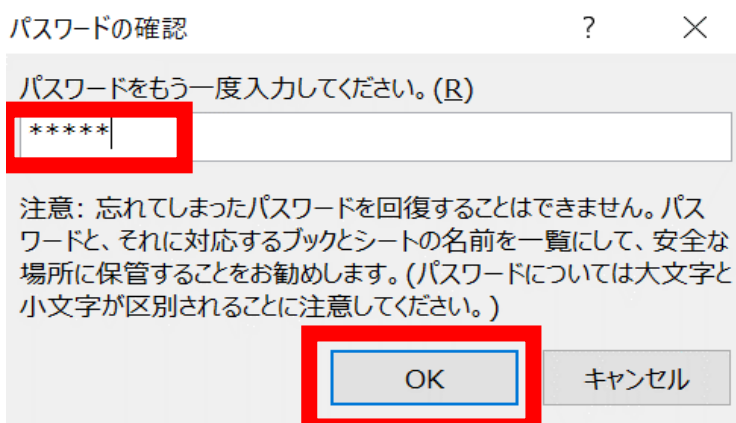 パスワードの確認 ?
パスワードをもう一度入力してください。(R)
*****
注意: 忘れてしまったパスワードを回復することはできません。パス
ワードと、それに対応するブックとシートの名前を一覧にして、安全な
場所に保管することをお勧めします。(パスワードについては大文字と
小文字が区別されることに注意してください。)
OK キャンセル